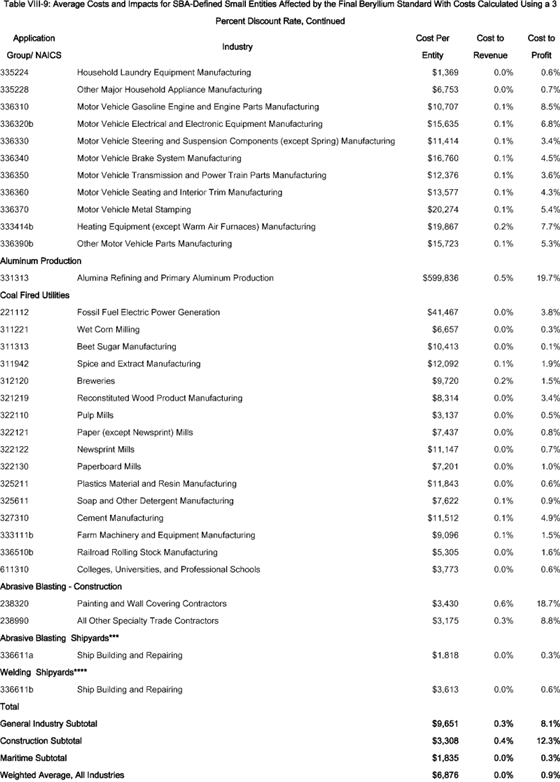 Table VIII-9: Average Costs and Impacts for SBA-Defined Small Entities Affected by the Final Beryllium Standard With Costs Calculated Using a 3
Percent Discount Rate, Continued
Application Group/ NAICS Industry Cost Per Entity Cost to Revenue Cost to Profit
335224 Household Laundry Equipment Manufacturing $1,369 0.0% 0.6%
335228 Other Major Household Appliance Manufacturing $6,753 0.0% 0.7%
336310 Motor Vehicle Gasoline Engine and Engine Parts Manufacturing $10,707 0.1% 8.5%
336320b Motor Vehicle Electrical and Electronic Equipment Manufacturing $15,635 0.1% 6.8%
336330 Motor Vehicle Steering and Suspension Components (except Spring) Manufacturing $11,414 0.1% 3.4%
336340 Motor Vehicle Brake System Manufacturing $16,760 0.1% 4.5%
336350 Motor Vehicle Transmission and Power Train Parts Manufacturing $12,376 0.1% 3.6%
336360 Motor Vehicle Seating and Interior Trim Manufacturing $13,577 0.1% 4.3%
336370 Motor Vehicle Metal Stamping $20,274 0.1% 5.4%
333414b Heating Equipment (except Warm Air Furnaces) Manufacturing $19,867 0.2% 7.7%
336390b Other Motor Vehicle Parts Manufacturing $15,723 0.1% 5.3%
Aluminum Production
331313 Alumina Refining and Primary Aluminum Production $599,836 0.5% 19.7%
Coal Fired Utilities
221112 Fossil Fuel Electric Power Generation $41,467 0.0% 3.8%
311221 Wet Corn Milling $6,657 0.0% 0.3%
311313 Beet Sugar Manufacturing $10,413 0.0% 0.1%
311942 Spice and Extract Manufacturing $12,092 0.1% 1.9%
312120 Breweries $9,720 0.2% 1.5%
321219 Reconstituted Wood Product Manufacturing $8,314 0.0% 3.4%
322110 Pulp Mills $3,137 0.0% 0.5%
322121 Paper (except Newsprint) Mills $7,437 0.0% 0.8%
322122 Newsprint Mills $11,147 0.0% 0.7%
322130 Paperboard Mills $7,201 0.0% 1.0%
325211 Plastics Material and Resin Manufacturing $11,843 0.0% 0.6%
325611 Soap and Other Detergent Manufacturing $7,622 0.1% 0.9%
327310 Cement Manufacturing $11,512 0.1% 4.9%
333111b Farm Machinery and Equipment Manufacturing $9,096 0.1% 1.5%
336510b Railroad Rolling Stock Manufacturing $5,305 0.0% 1.6%
611310 Colleges, Universities, and Professional Schools $3,773 0.0% 0.6%
Abrasive Blasting - Construction
238320 Painting and Wall Covering Contractors $3,430 0.6% 18.7%
238990 All Other Specialty Trade Contractors $3,175 0.3% 8.8%
Abrasive Blasting Shipyards***
336611a Ship Building and Repairing $1,818 0.0% 0.3%
Welding Shipyards****
336611b Ship Building and Repairing $3,613 0.0% 0.6%
Total
General Industry Subtotal $9,651 0.3% 8.1%
Construction Subtotal $3,308 0.4% 12.3%
Maritime Subtotal $1,835 0.0% 0.3%
Weighted Average, All Industries $6,876 0.0% 0.9%